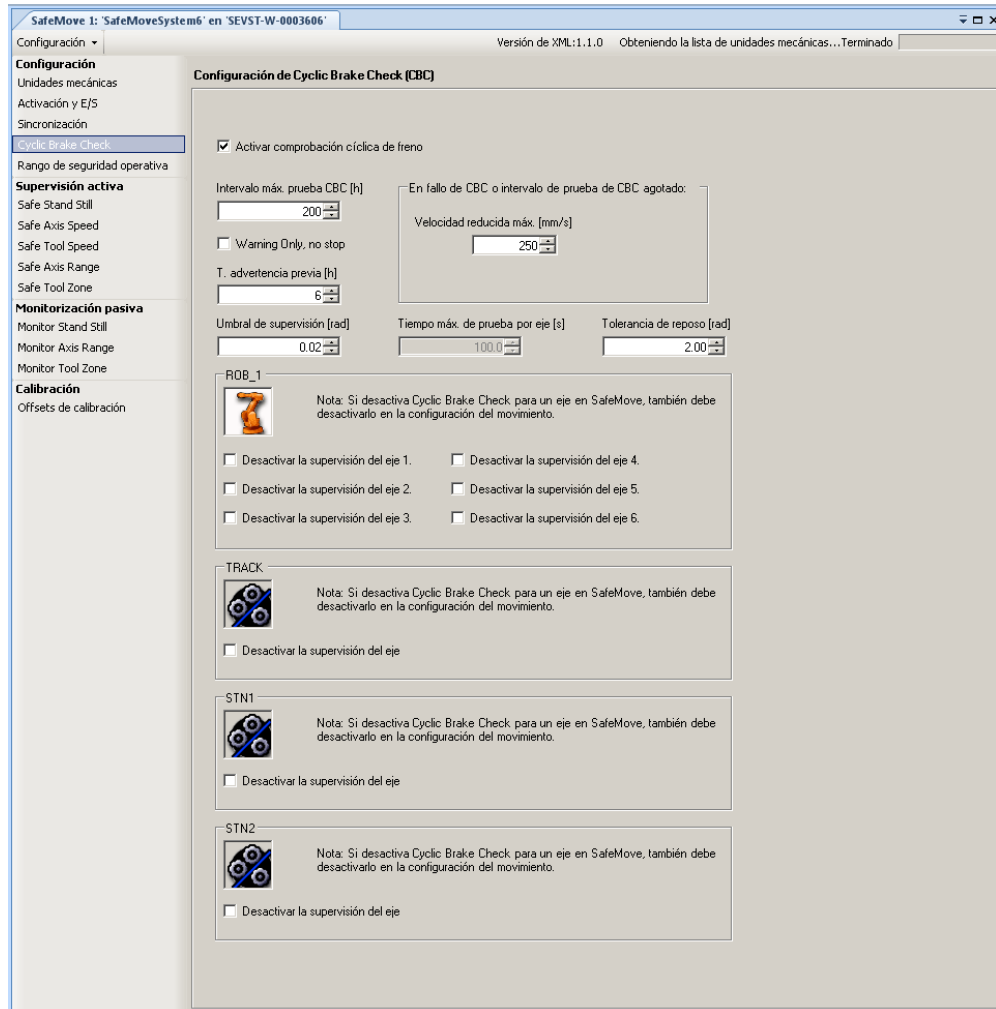 SafeMove 1: 'SafeMoveSystem6' en 'SEVST-W-0003606'
Configuración
Versión de XML:1.1.0 Obteniendo la lista de unidades mecánicas...Terminado
Configuración
Unidades mecánicas
Activación y E/S
Sincronización
Cyclic Brake Check
Rango de seguridad operativa
Supervisión activa
Safe Stand Still
Safe Axis Speed
Safe Tool Speed
Safe Axis Range
Safe Tool Zone
Monitorización pasiva
Monitor Stand Still
Monitor Axis Range
Monitor Tool Zone
Calibración
Offsets de calibración
Configuración de Cyclic Brake Check (CBC)
Activar comprobación cíclica de freno
Intervalo máx. prueba CBC [h]
200
Warning Only, no stop
T. advertencia previa [h]
6
En fallo de CBC o intervalo de prueba de CBC agotado:
Velocidad reducida máx. [mm/s]
250
Umbral de supervisión [rad]
0.02
Tiempo máx. de prueba por eje [s]
100.0
Tolerancia de reposo [rad]
2.00
ROB_1
Nota: Si desactiva Cyclic Brake Check para un eje en SafeMove, también debe
desactivarlo en la configuración del movimiento.
Desactivar la supervisión del eje 1.
Desactivar la supervisión del eje 4.
Desactivar la supervisión del eje 2.
Desactivar la supervisión del eje 5.
Desactivar la supervisión del eje 3.
Desactivar la supervisión del eje 6.
TRACK
Nota: Si desactiva Cyclic Brake Check para un eje en SafeMove, también debe
desactivarlo en la configuración del movimiento.
Desactivar la supervisión del eje
STN1
Nota: Si desactiva Cyclic Brake Check para un eje en SafeMove, también debe
desactivarlo en la configuración del movimiento.
Desactivar la supervisión del eje
STN2
Nota: Si desactiva Cyclic Brake Check para un eje en SafeMove, también debe
desactivarlo en la configuración del movimiento.
Desactivar la supervisión del eje